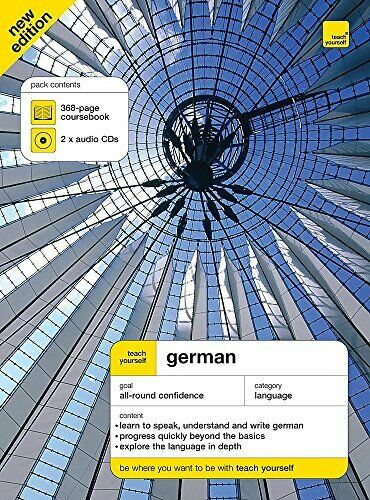 new
edition
teach
yourself
pack contents
368-page
coursebook
2 x audio CDs
teach
yourself
german
goal
all-round confidence
category
language
content
• learn to speak, understand and write german
• progress quickly beyond the basics
• explore the language in depth
be where you want to be with teach yourself